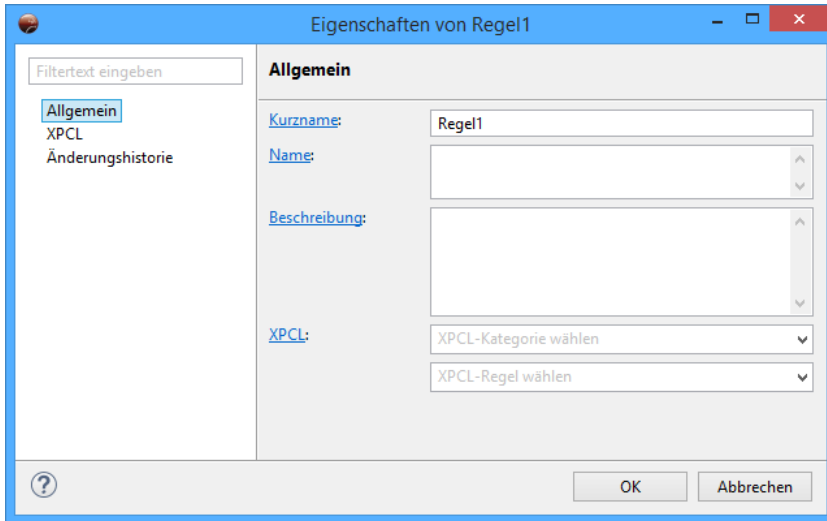 Eigenschaften von Regel1
Filtertext eingeben
Allgemein
XPCL
Änderungshistorie
Allgemein
Kurzname: Regel1
Name:
Beschreibung:
XPCL: XPCL-Kategorie wählen
XPCL-Regel wählen
? OK Abbrechen